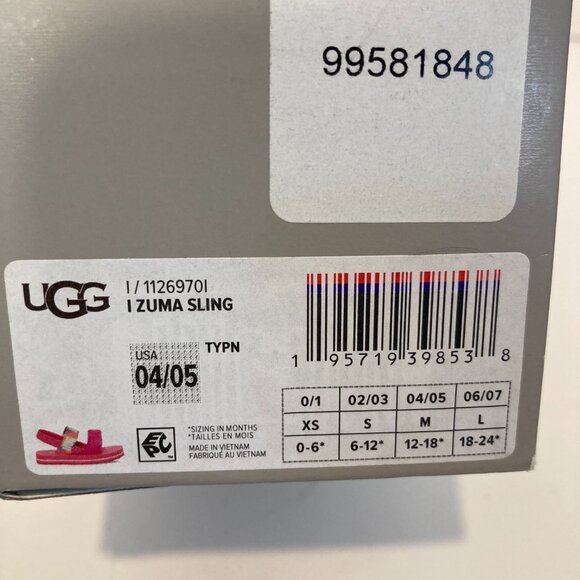 99581848
UGG
I / 1126970I
I ZUMA SLING
USA
04/05
TYPN
1 95719 39853 8
0/1 02/03 04/05 06/07
XS S M L
0-6* 6-12* 12-18* 18-24*
*SIZING IN MONTHS
*TAILLES EN MOIS
MADE IN VIETNAM
FABRIQUÉ AU VIETNAM
EPC TM